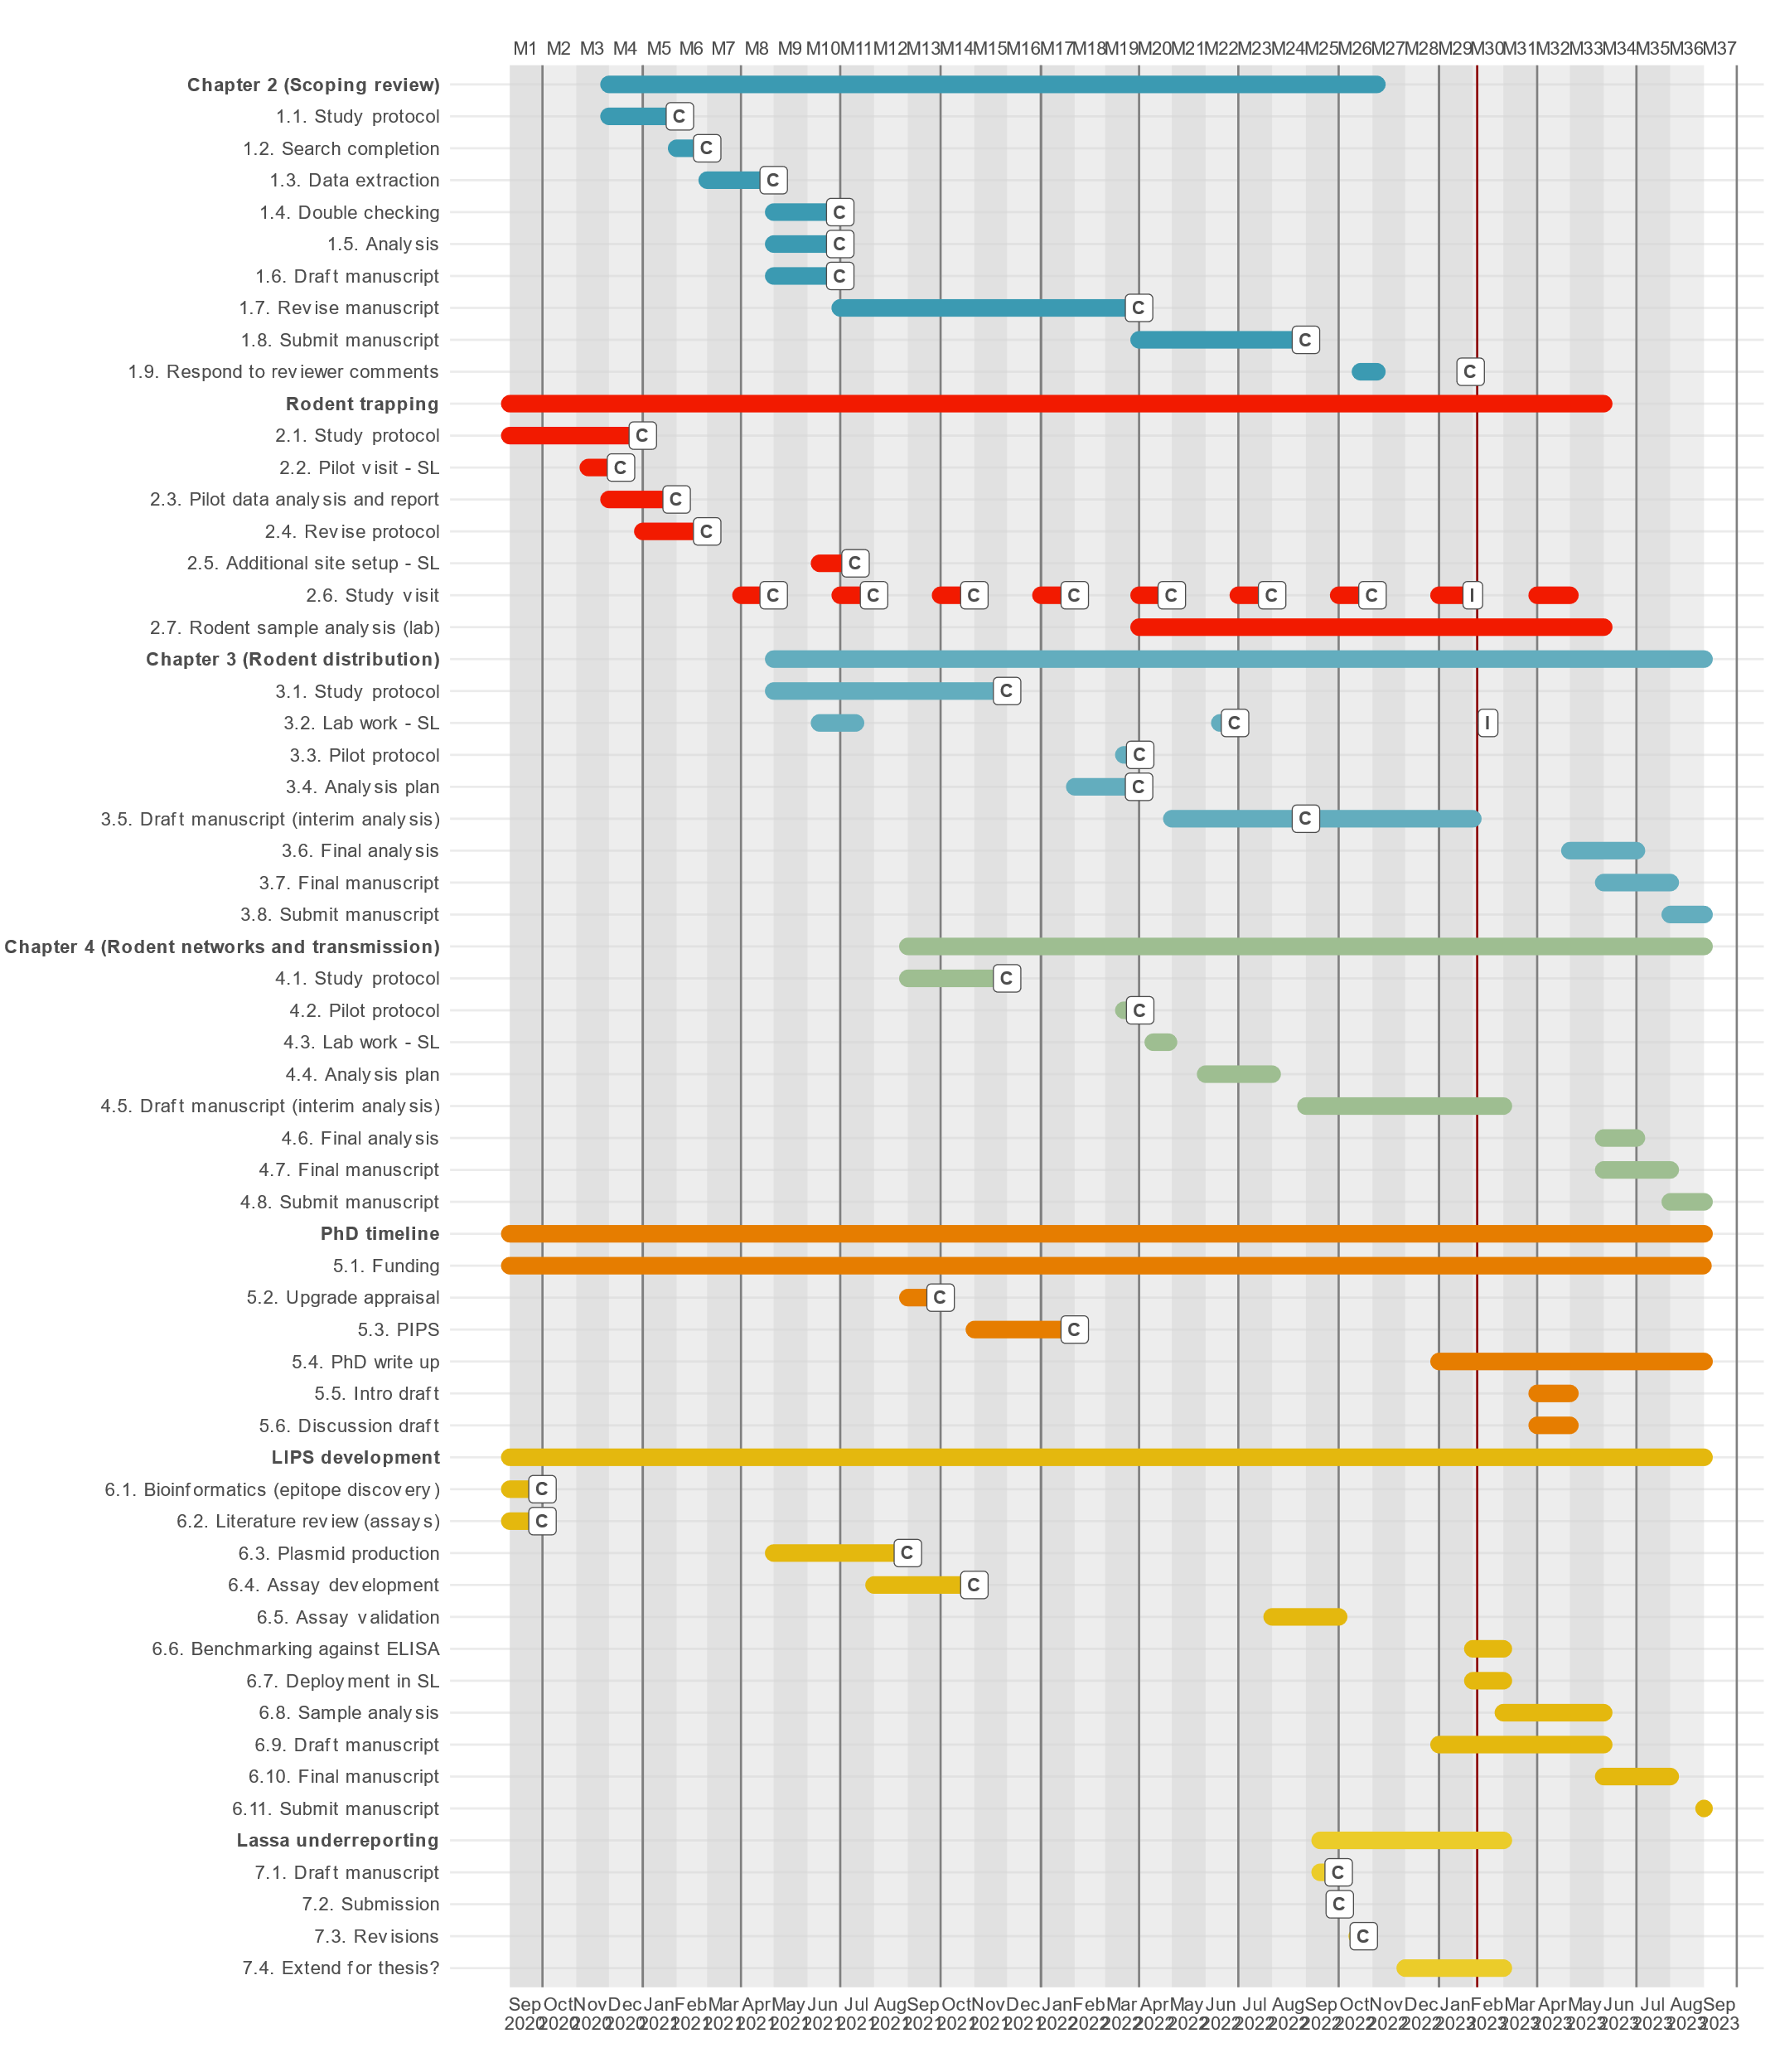 M1 M2 M3 M4 M5 M6 M7 M8 M9 M10 M11 M12 M13 M14 M15 M16 M17 M18 M19 M20 M21 M22 M23 M24 M25 M26 M27 M28 M29 M30 M31 M32 M33 M34 M35 M36 M37
Chapter 2 (Scoping review)
1.1. Study protocol C
1.2. Search completion C
1.3. Data extraction C
1.4. Double checking C
1.5. Analysis C
1.6. Draft manuscript C
1.7. Revise manuscript C
1.8. Submit manuscript C
1.9. Respond to reviewer comments C
Rodent trapping
2.1. Study protocol C
2.2. Pilot visit - SL C
2.3. Pilot data analysis and report C
2.4. Revise protocol C
2.5. Additional site setup - SL C
2.6. Study visit C C C C C C C I
2.7. Rodent sample analysis (lab)
Chapter 3 (Rodent distribution)
3.1. Study protocol C
3.2. Lab work - SL C I
3.3. Pilot protocol C
3.4. Analysis plan C
3.5. Draft manuscript (interim analysis) C
3.6. Final analysis
3.7. Final manuscript
3.8. Submit manuscript
Chapter 4 (Rodent networks and transmission)
4.1. Study protocol C
4.2. Pilot protocol C
4.3. Lab work - SL
4.4. Analysis plan
4.5. Draft manuscript (interim analysis)
4.6. Final analysis
4.7. Final manuscript
4.8. Submit manuscript
PhD timeline
5.1. Funding
5.2. Upgrade appraisal C
5.3. PIPS C
5.4. PhD write up
5.5. Intro draft
5.6. Discussion draft
LIPS development
6.1. Bioinformatics (epitope discovery) C
6.2. Literature review (assays) C
6.3. Plasmid production C
6.4. Assay development C
6.5. Assay validation
6.6. Benchmarking against ELISA
6.7. Deployment in SL
6.8. Sample analysis
6.9. Draft manuscript
6.10. Final manuscript
6.11. Submit manuscript
Lassa underreporting
7.1. Draft manuscript C
7.2. Submission C
7.3. Revisions C
7.4. Extend for thesis?
Sep Oct Nov Dec Jan Feb Mar Apr May Jun Jul Aug Sep Oct Nov Dec Jan Feb Mar Apr May Jun Jul Aug Sep Oct Nov Dec Jan Feb Mar Apr May Jun Jul Aug Sep
2020 2020 2020 2020 2021 2021 2021 2021 2021 2021 2021 2021 2021 2021 2021 2021 2022 2022 2022 2022 2022 2022 2022 2022 2022 2022 2022 2022 2023 2023 2023 2023 2023 2023 2023 2023 2023